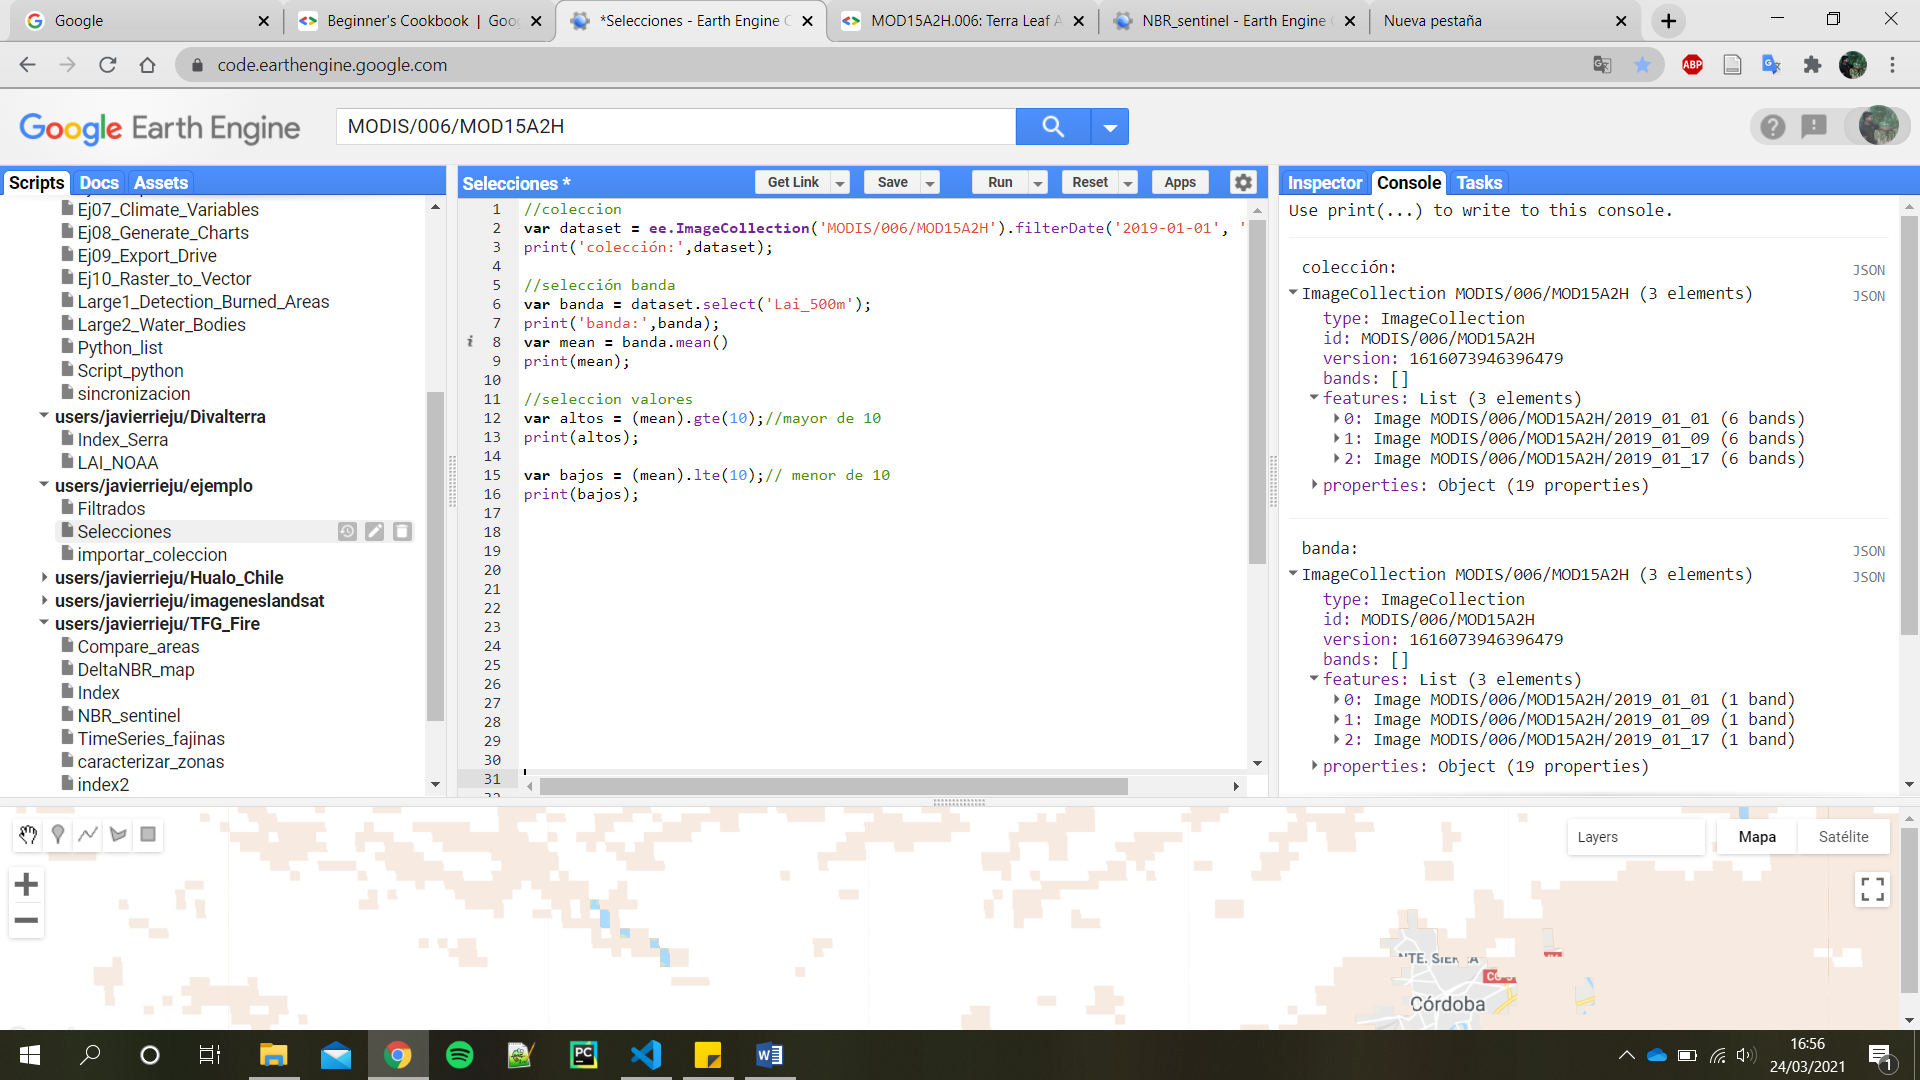 Google
Beginner's Cookbook | Goo
*Selecciones - Earth Engine C
MOD15A2H.006: Terra Leaf A
NBR_sentinel - Earth Engine
Nueva pestaña
code.earthengine.google.com
ABP
Google Earth Engine
MODIS/006/MOD15A2H
Scripts Docs Assets
Ej07_Climate_Variables
Ej08_Generate_Charts
Ej09_Export_Drive
Ej10_Raster_to_Vector
Large1_Detection_Burned_Areas
Large2_Water_Bodies
Python_list
Script_python
sincronizacion
users/javierrieju/Divalterra
Index_Serra
LAI_NOAA
users/javierrieju/ejemplo
Filtrados
Selecciones
importar_coleccion
users/javierrieju/Hualo_Chile
users/javierrieju/imageneslandsat
users/javierrieju/TFG_Fire
Compare_areas
DeltaNBR_map
Index
NBR_sentinel
TimeSeries_fajinas
caracterizar_zonas
index2
Selecciones *
Get Link Save Run Reset Apps
1 //coleccion
2 var dataset = ee.ImageCollection('MODIS/006/MOD15A2H').filterDate('2019-01-01', '
3 print('colección:',dataset);
4
5 //selección banda
6 var banda = dataset.select('Lai_500m');
7 print('banda:',banda);
i 8 var mean = banda.mean()
9 print(mean);
10
11 //seleccion valores
12 var altos = (mean).gte(10);//mayor de 10
13 print(altos);
14
15 var bajos = (mean).lte(10);// menor de 10
16 print(bajos);
17
18
19
20
21
22
23
24
25
26
27
28
29
30
31
Inspector Console Tasks
Use print(...) to write to this console.
colección: JSON
ImageCollection MODIS/006/MOD15A2H (3 elements) JSON
type: ImageCollection
id: MODIS/006/MOD15A2H
version: 1616073946396479
bands: []
features: List (3 elements)
0: Image MODIS/006/MOD15A2H/2019_01_01 (6 bands)
1: Image MODIS/006/MOD15A2H/2019_01_09 (6 bands)
2: Image MODIS/006/MOD15A2H/2019_01_17 (6 bands)
properties: Object (19 properties)
banda: JSON
ImageCollection MODIS/006/MOD15A2H (3 elements) JSON
type: ImageCollection
id: MODIS/006/MOD15A2H
version: 1616073946396479
bands: []
features: List (3 elements)
0: Image MODIS/006/MOD15A2H/2019_01_01 (1 band)
1: Image MODIS/006/MOD15A2H/2019_01_09 (1 band)
2: Image MODIS/006/MOD15A2H/2019_01_17 (1 band)
properties: Object (19 properties)
Layers
Mapa Satélite
Córdoba
16:56
24/03/2021
1